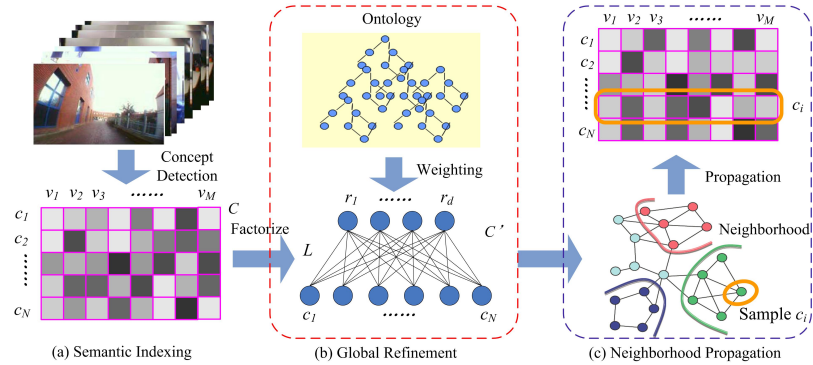 Concept
Detection
v1 v2 v3 …… vM
C
c1
c2
……
cN
(a) Semantic Indexing
Factorize
Ontology
Weighting
r1 …… rd
L
C’
c1 …… cN
(b) Global Refinement
v1 v2 v3 …… vM
c1
c2
……
ci
cN
Propagation
Neighborhood
Sample ci
(c) Neighborhood Propagation